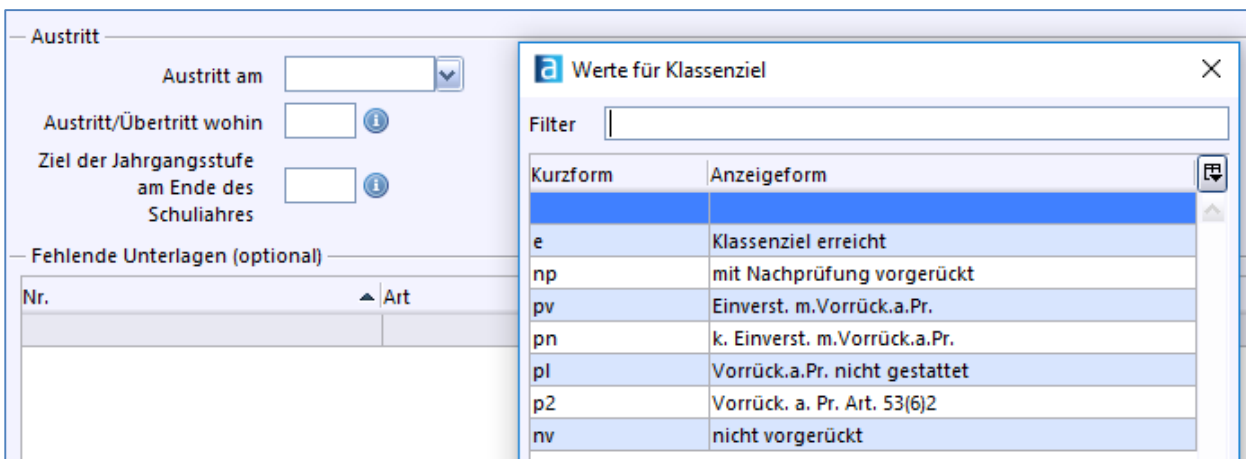 Austritt
Austritt am
Austritt/Übertritt wohin
Ziel der Jahrgangsstufe
am Ende des
Schuljahres
Fehlende Unterlagen (optional)
Nr. Art
Werte für Klassenziel
Filter
Kurzform Anzeigeform
e Klassenziel erreicht
np mit Nachprüfung vorgerückt
pv Einverst. m.Vorrück.a.Pr.
pn k. Einverst. m.Vorrück.a.Pr.
pl Vorrück.a.Pr. nicht gestattet
p2 Vorrück. a. Pr. Art. 53(6)2
nv nicht vorgerückt